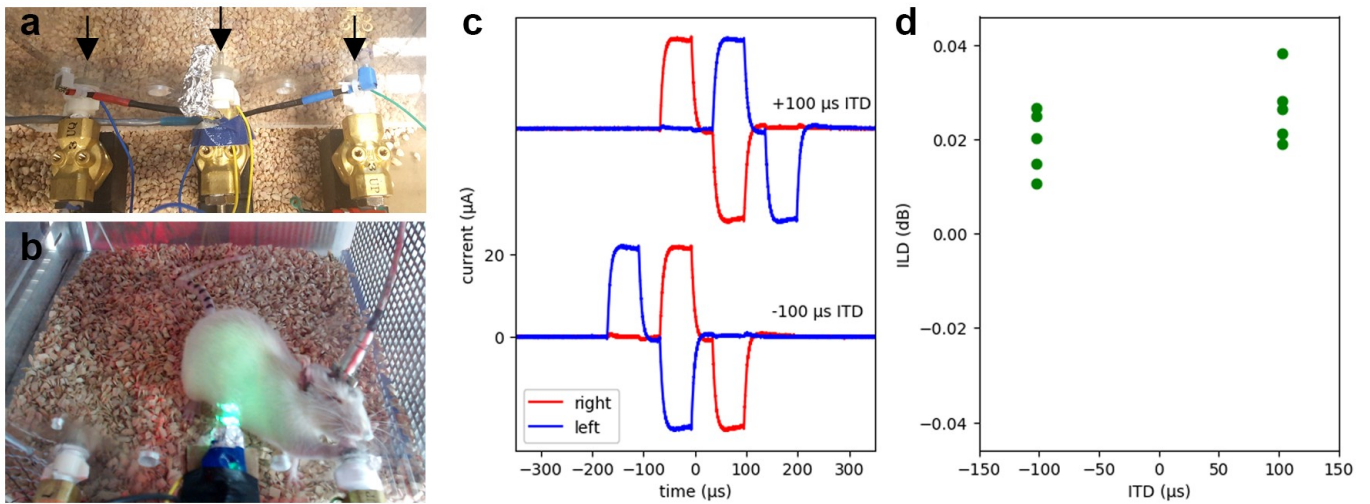 a
UP
b
c
+100 µs ITD
-100 µs ITD
20
0
current (µA)
right
left
−300
−200
−100
0
100
200
300
time (µs)
d
0.04
0.02
0.00
−0.02
−0.04
ILD (dB)
−150
−100
−50
0
50
100
150
ITD (µs)